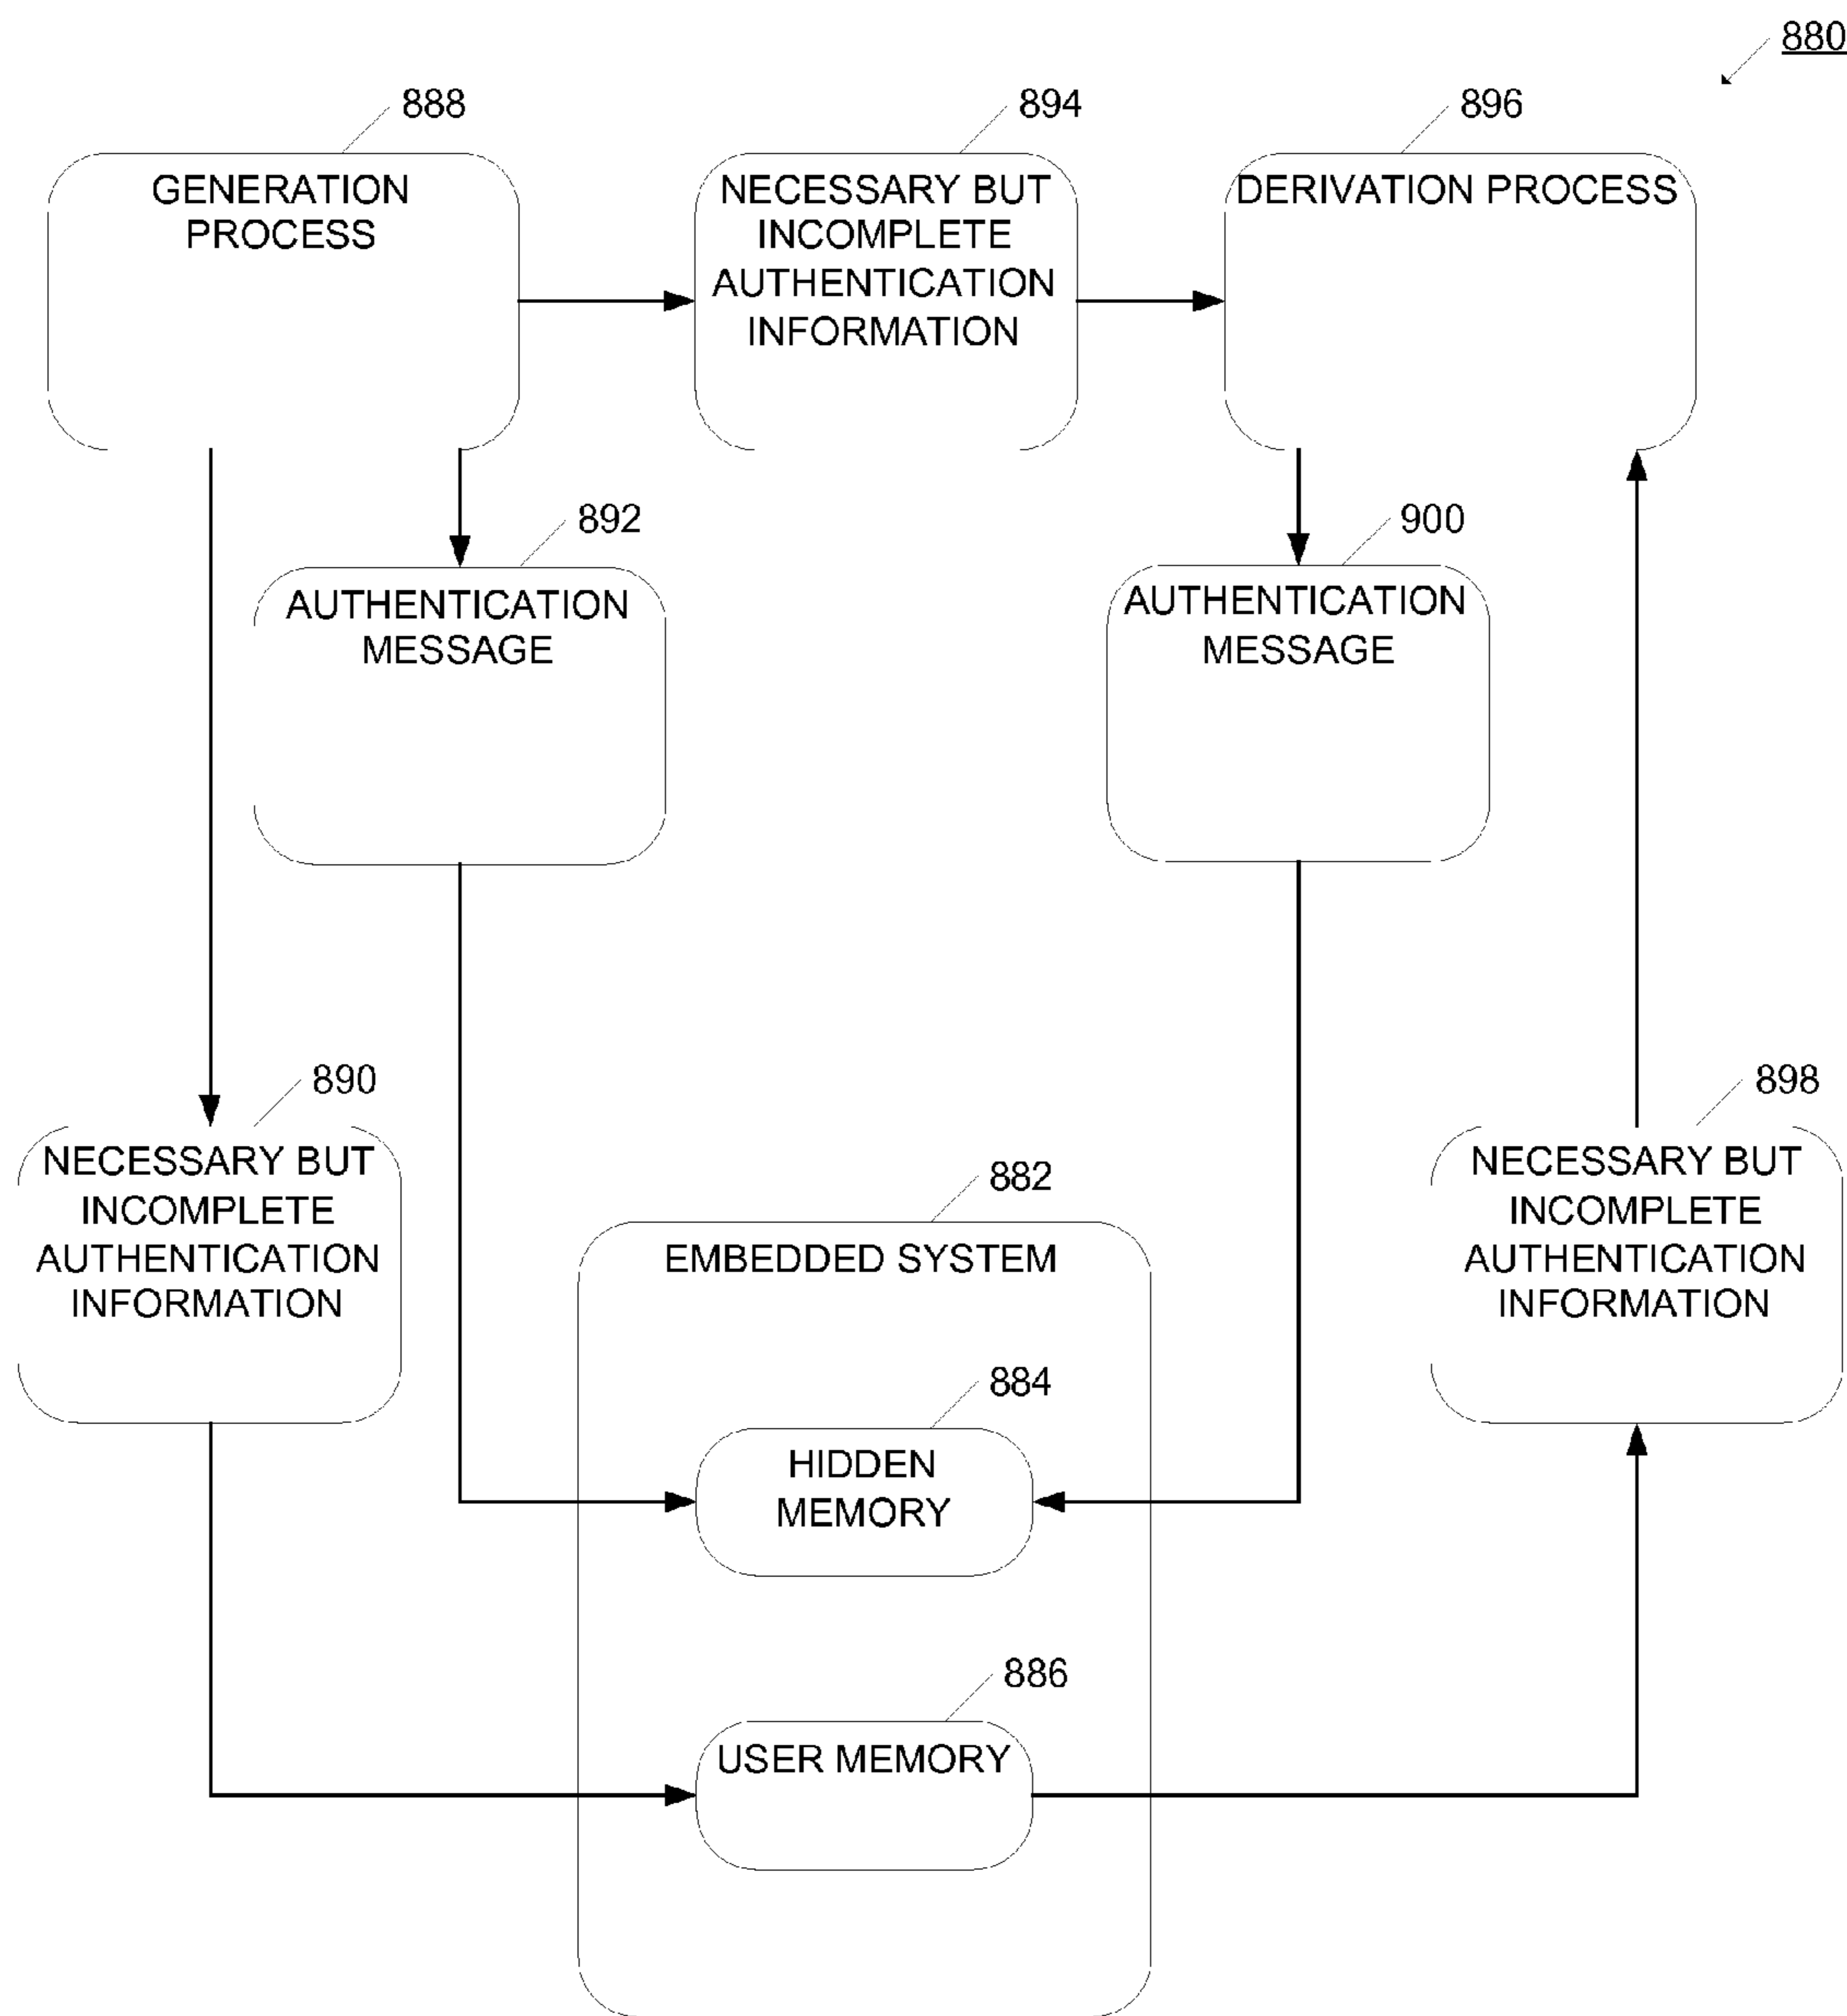 880
888
894
896
GENERATION
PROCESS
NECESSARY BUT
INCOMPLETE
AUTHENTICATION
INFORMATION
DERIVATION PROCESS
892
900
AUTHENTICATION
MESSAGE
AUTHENTICATION
MESSAGE
890
898
NECESSARY BUT
INCOMPLETE
AUTHENTICATION
INFORMATION
882
EMBEDDED SYSTEM
884
HIDDEN
MEMORY
886
USER MEMORY
NECESSARY BUT
INCOMPLETE
AUTHENTICATION
INFORMATION